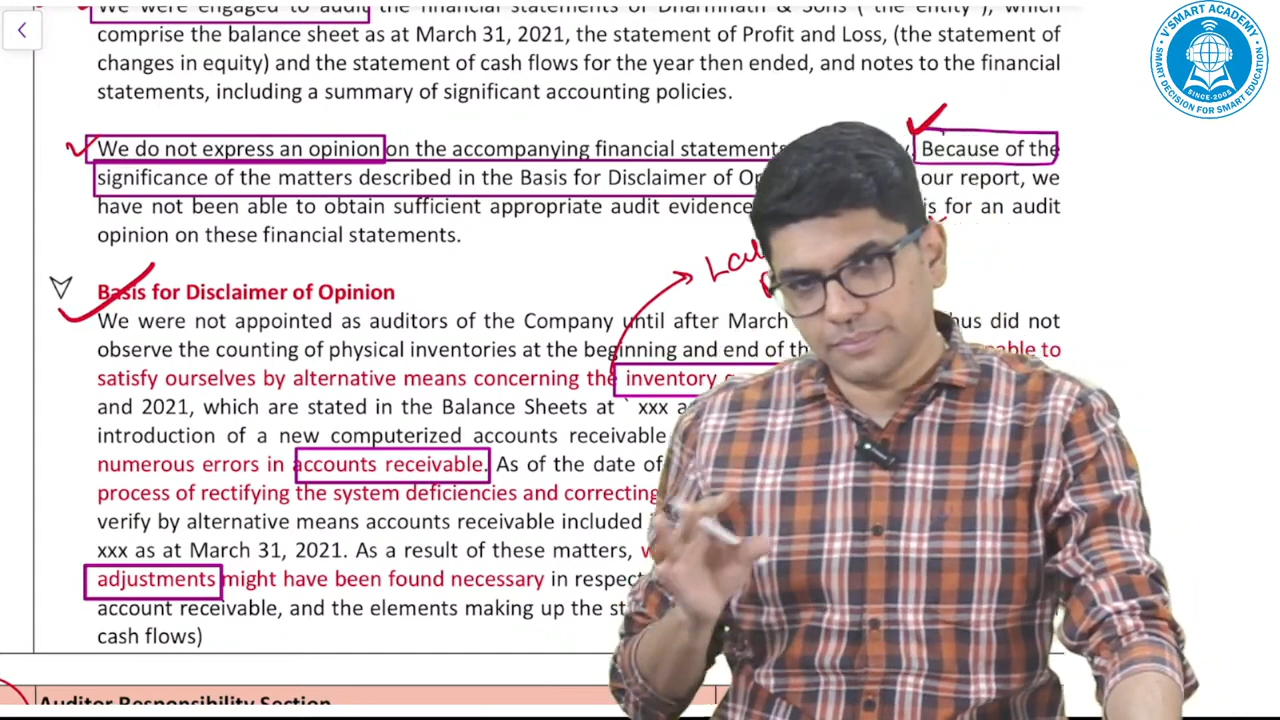 We were engaged to audit the financial statements of Dharmnath & Sons ("the entity"), which
comprise the balance sheet as at March 31, 2021, the statement of Profit and Loss, (the statement of
changes in equity) and the statement of cash flows for the year then ended, and notes to the financial
statements, including a summary of significant accounting policies.
We do not express an opinion on the accompanying financial statements Because of the
significance of the matters described in the Basis for Disclaimer of our report, we
have not been able to obtain sufficient appropriate audit evidence for an audit
opinion on these financial statements.
Basis for Disclaimer of Opinion
We were not appointed as auditors of the Company until after March did not
observe the counting of physical inventories at the beginning and end of to
satisfy ourselves by alternative means concerning the inventory
and 2021, which are stated in the Balance Sheets at ` xxx
introduction of a new computerized accounts receivable
numerous errors in accounts receivable. As of the date of
process of rectifying the system deficiencies and correcting
verify by alternative means accounts receivable included
xxx as at March 31, 2021. As a result of these matters,
adjustments might have been found necessary in respect
account receivable, and the elements making up the
cash flows)
Auditor Responsibility Section
VSMART ACADEMY
SMART DECISION FOR SMART EDUCATION
SINCE-2005